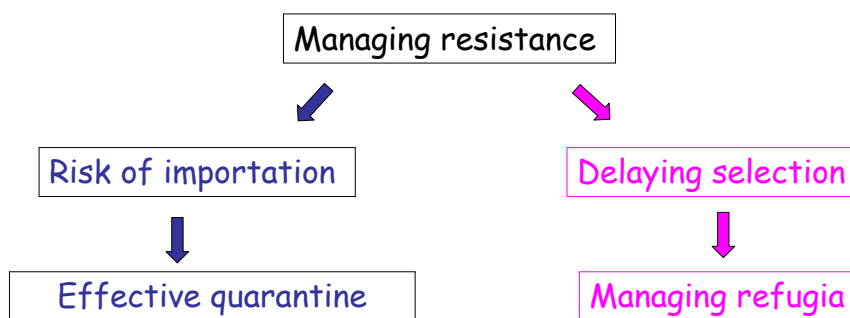 Managing resistance
Risk of importation
Delaying selection
Effective quarantine
Managing refugia